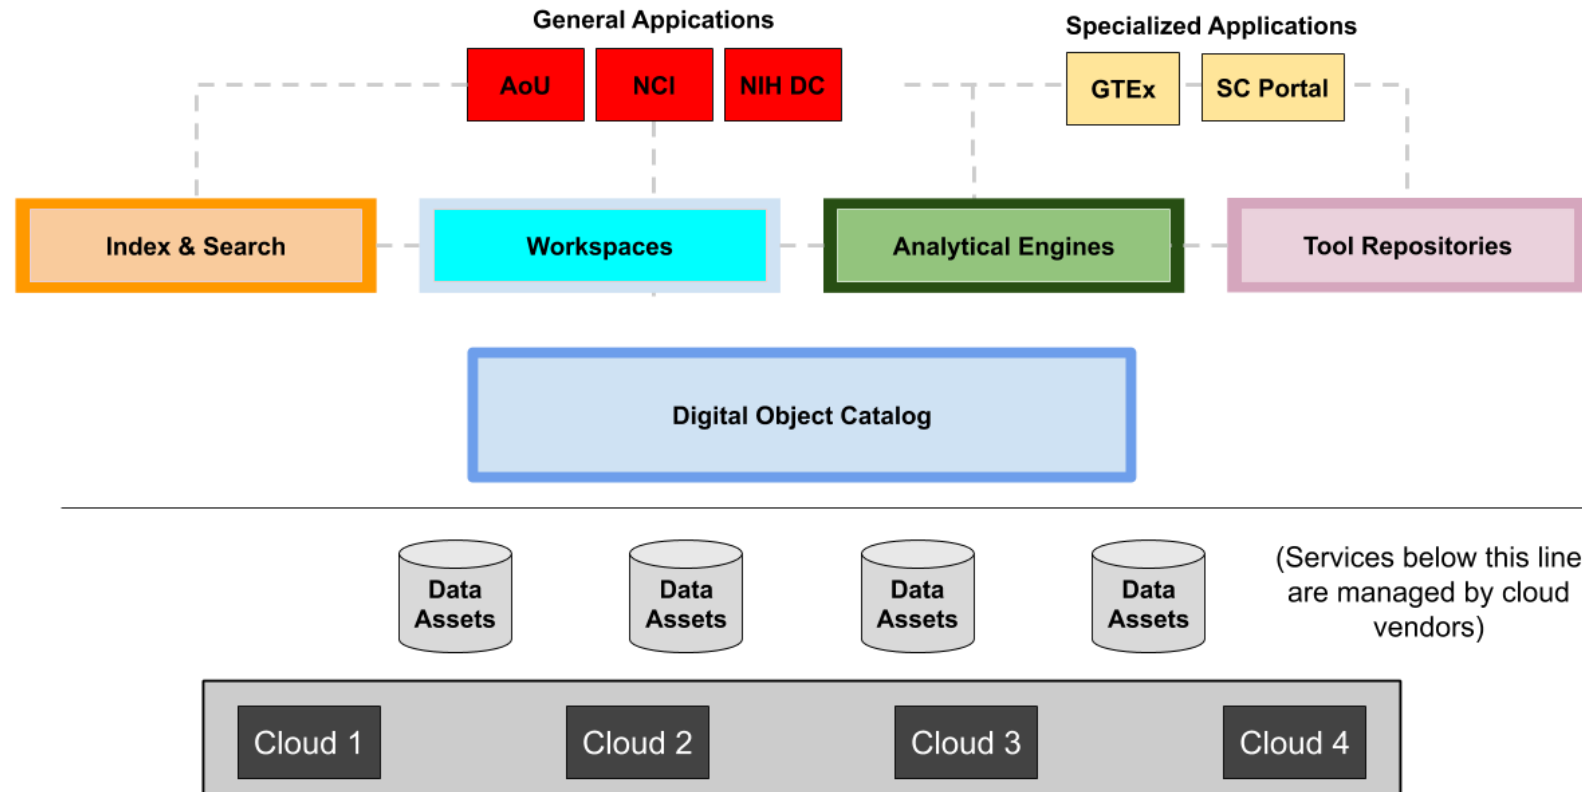 General Appications
Specialized Applications
AoU
NCI
NIH DC
GTEx
SC Portal
Index & Search
Workspaces
Analytical Engines
Tool Repositories
Digital Object Catalog
Data
Assets
Data
Assets
Data
Assets
Data
Assets
(Services below this line
are managed by cloud
vendors)
Cloud 1
Cloud 2
Cloud 3
Cloud 4